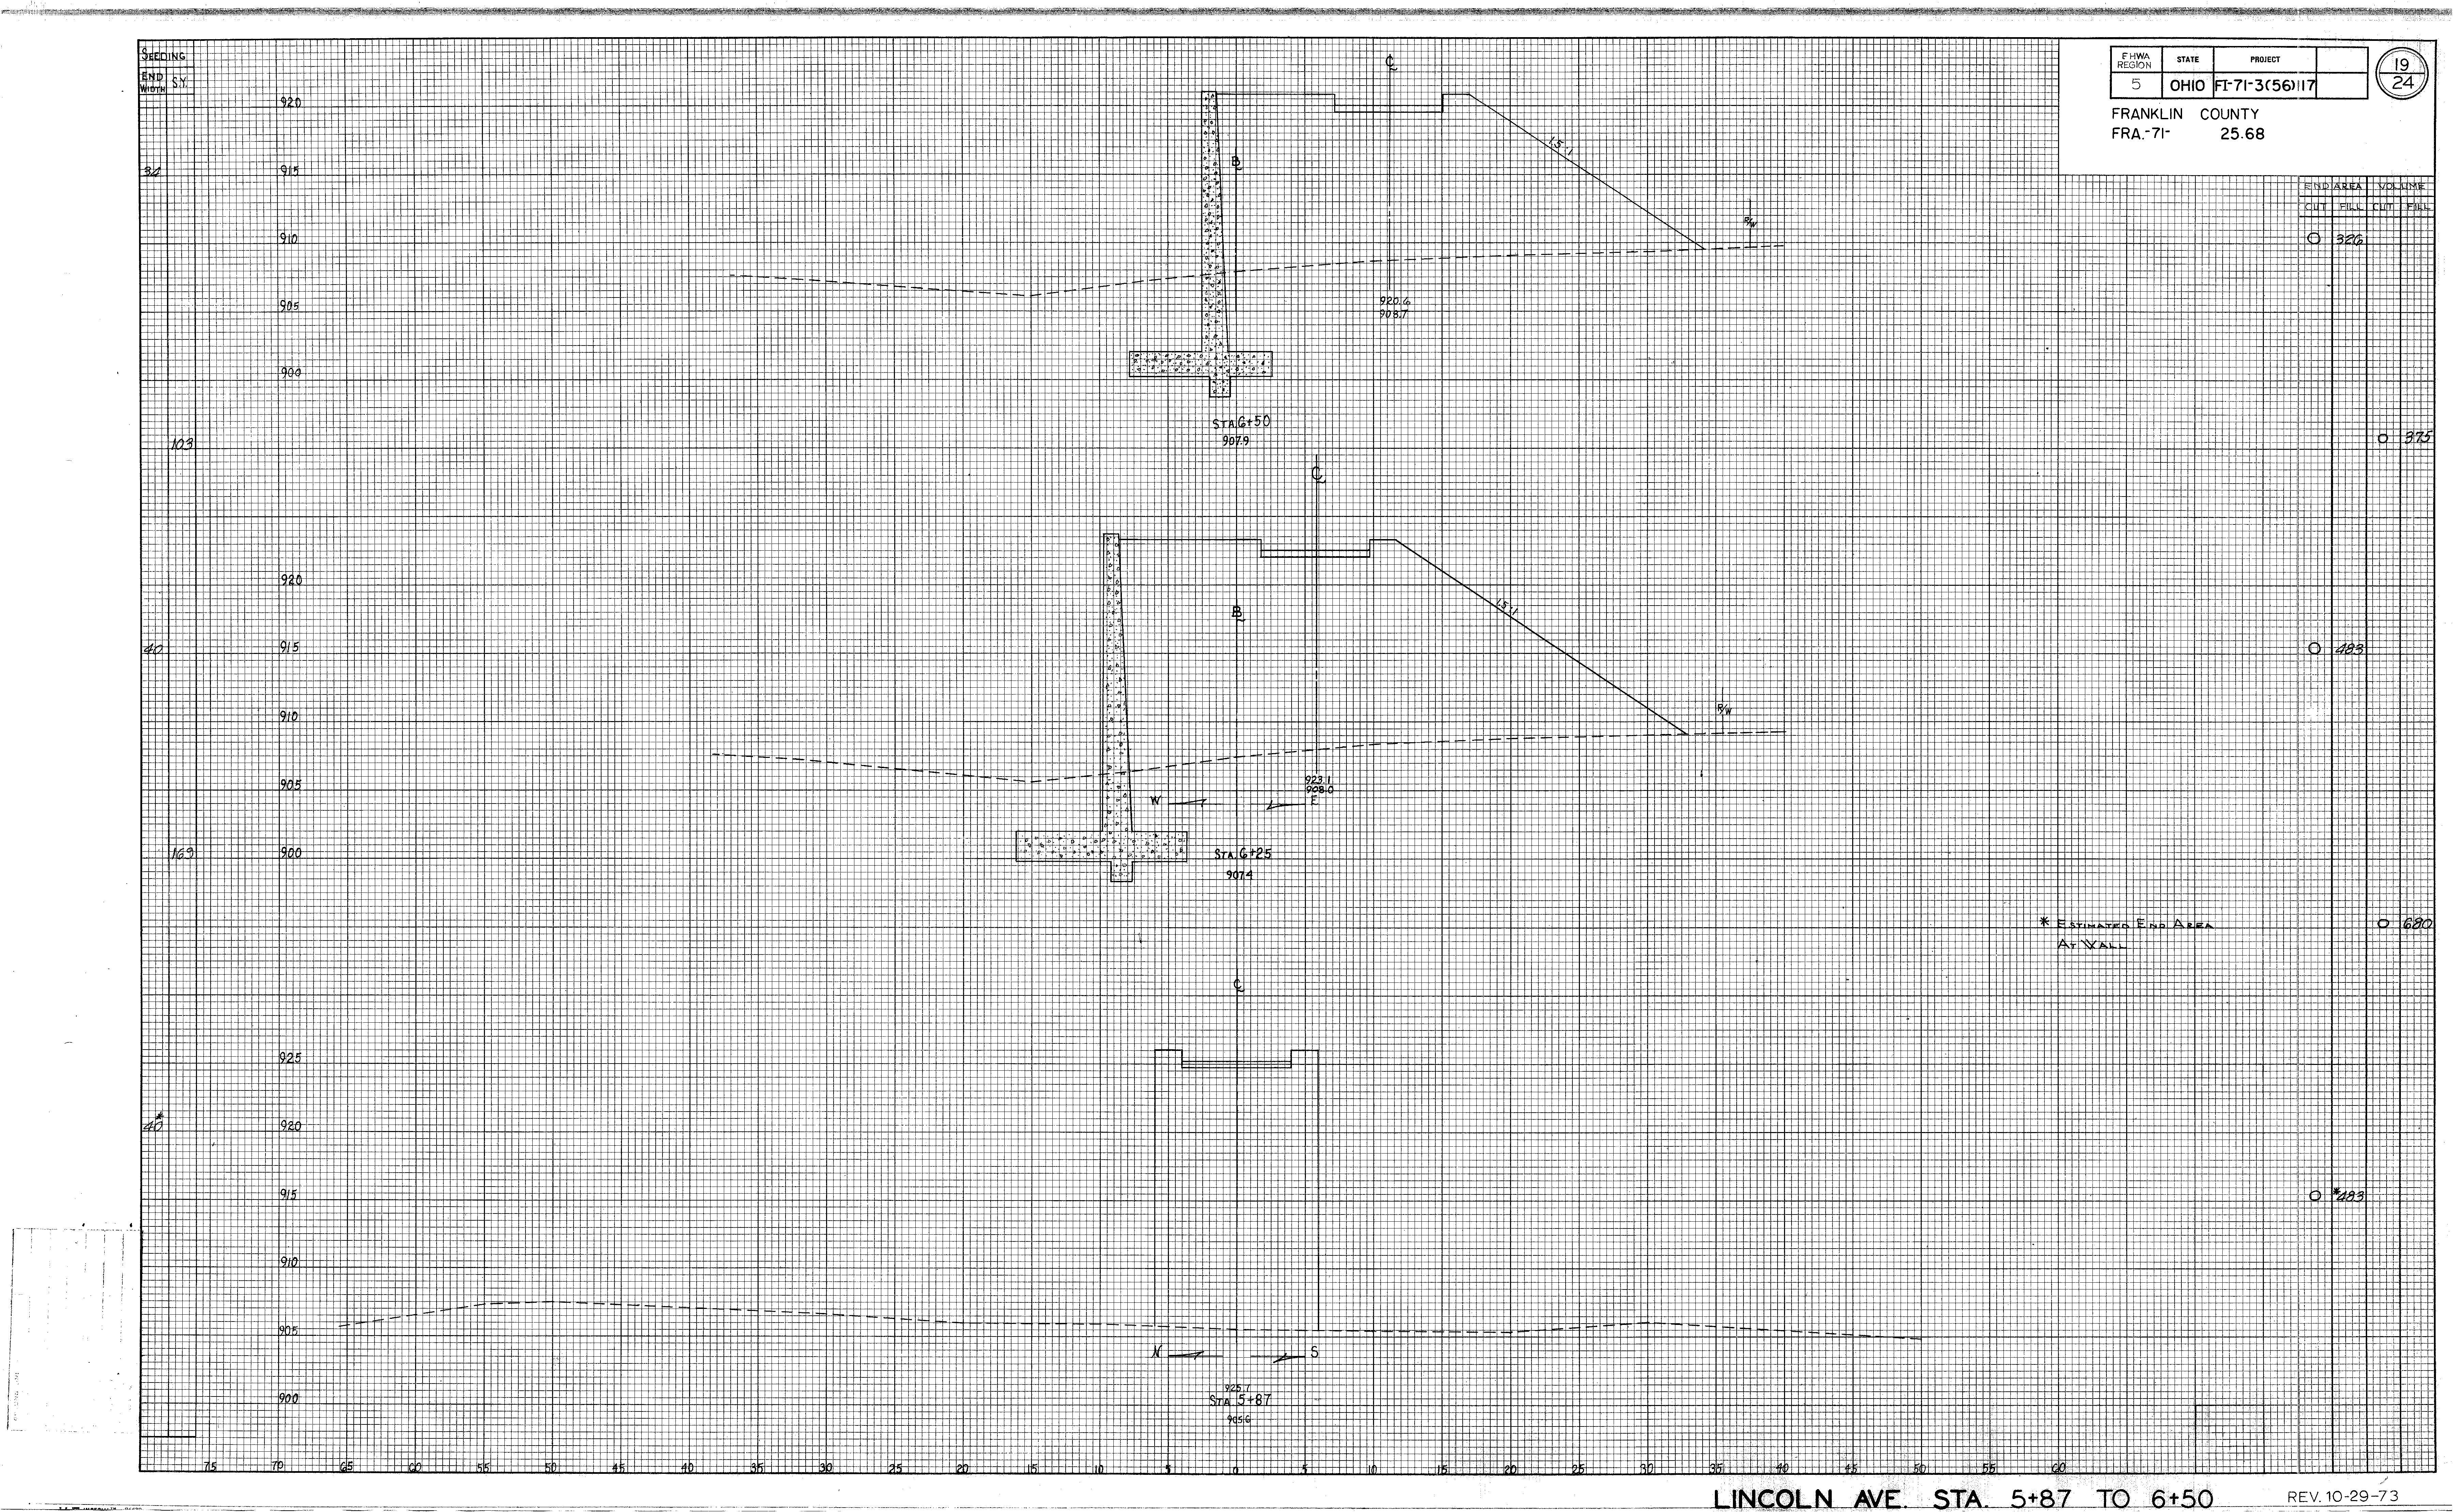 SEEDING
END WIDTH S.Y.
FHWA REGION STATE PROJECT
5 OHIO FI-71-3(56)117
19
24
FRANKLIN COUNTY
FRA.-71- 25.68
END AREA VOLUME
CUT FILL CUT FILL
℄
920
B
1.5:1
34
915
R/W
910
O 326
905
920.6
908.7
900
STA. 6+50
907.9
103
O 375
℄
920
1.5:1
B
40
915
O 483
910
R/W
905
923.1
908.0
W E
169
900
STA. 6+25
907.4
* ESTIMATED END AREA
AT WALL
O 680
℄
925
40*
920
915
O *483
910
905
N S
925.7
900
STA. 5+87
905.6
75 70 65 60 55 50 45 40 35 30 25 20 15 10 5 0 5 10 15 20 25 30 35 40 45 50 55 60
LINCOLN AVE. STA. 5+87 TO 6+50
REV. 10-29-73